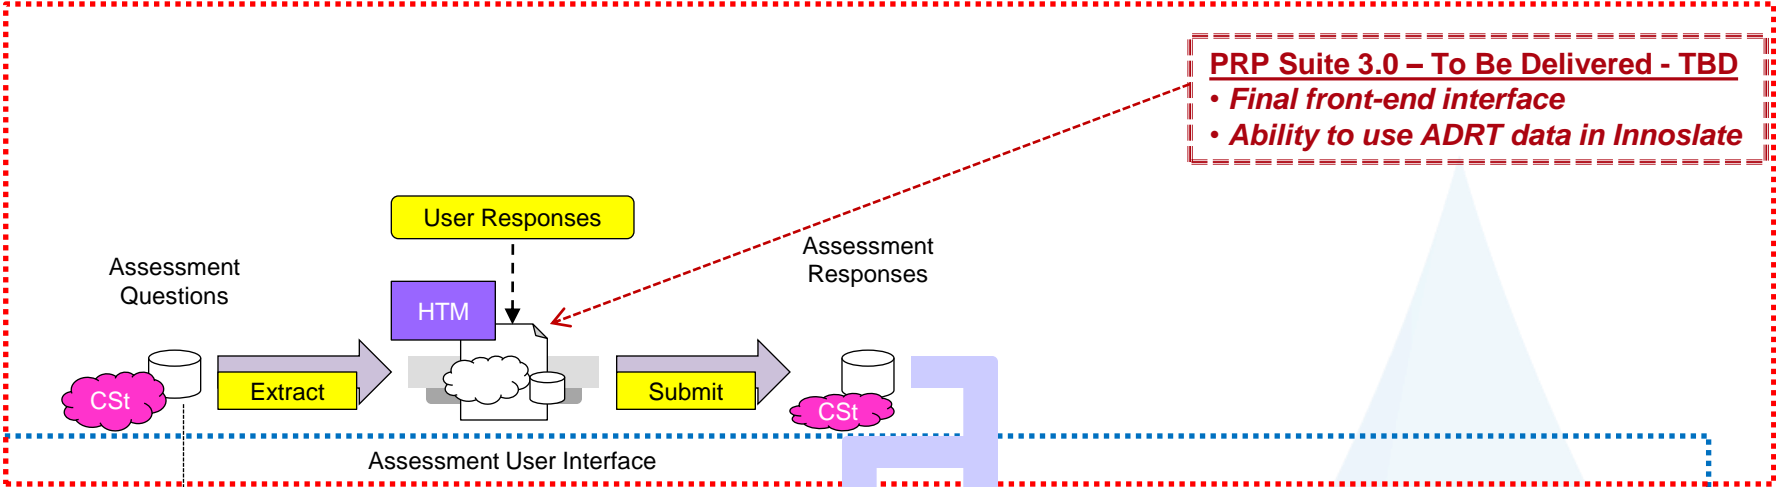 PRP Suite 3.0 – To Be Delivered - TBD
• Final front-end interface
• Ability to use ADRT data in Innoslate
User Responses
Assessment
Questions
Assessment
Responses
HTM
CSt
Extract
Submit
CSt
Assessment User Interface